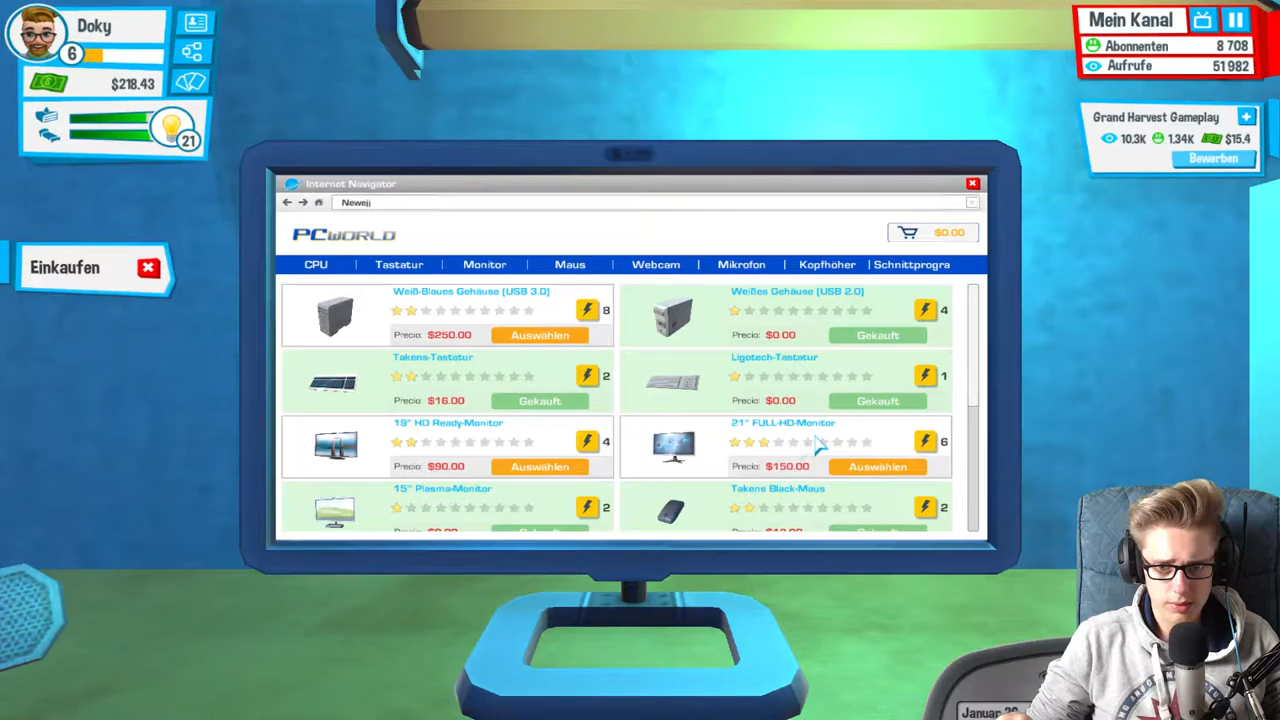 Doky
6
$218.43
21
Mein Kanal
Abonnenten 8 708
Aufrufe 51 982
Grand Harvest Gameplay
10.3K 1.34K $15.4
Bewerben
Einkaufen
Internet Navigator
Newejj
PCWORLD
$0.00
CPU | Tastatur | Monitor | Maus | Webcam | Mikrofon | Kopfhöher | Schnittprogra
Weiß-Blaues Gehäuse (USB 3.0)
8
Precio: $250.00 Auswählen
Weißes Gehäuse (USB 2.0)
4
Precio: $0.00 Gekauft
Takens-Tastatur
2
Precio: $16.00 Gekauft
Ligotech-Tastatur
1
Precio: $0.00 Gekauft
19" HD Ready-Monitor
4
Precio: $90.00 Auswählen
21" FULL-HD-Monitor
6
Precio: $150.00 Auswählen
15" Plasma-Monitor
2
Takens Black-Maus
2
Januar